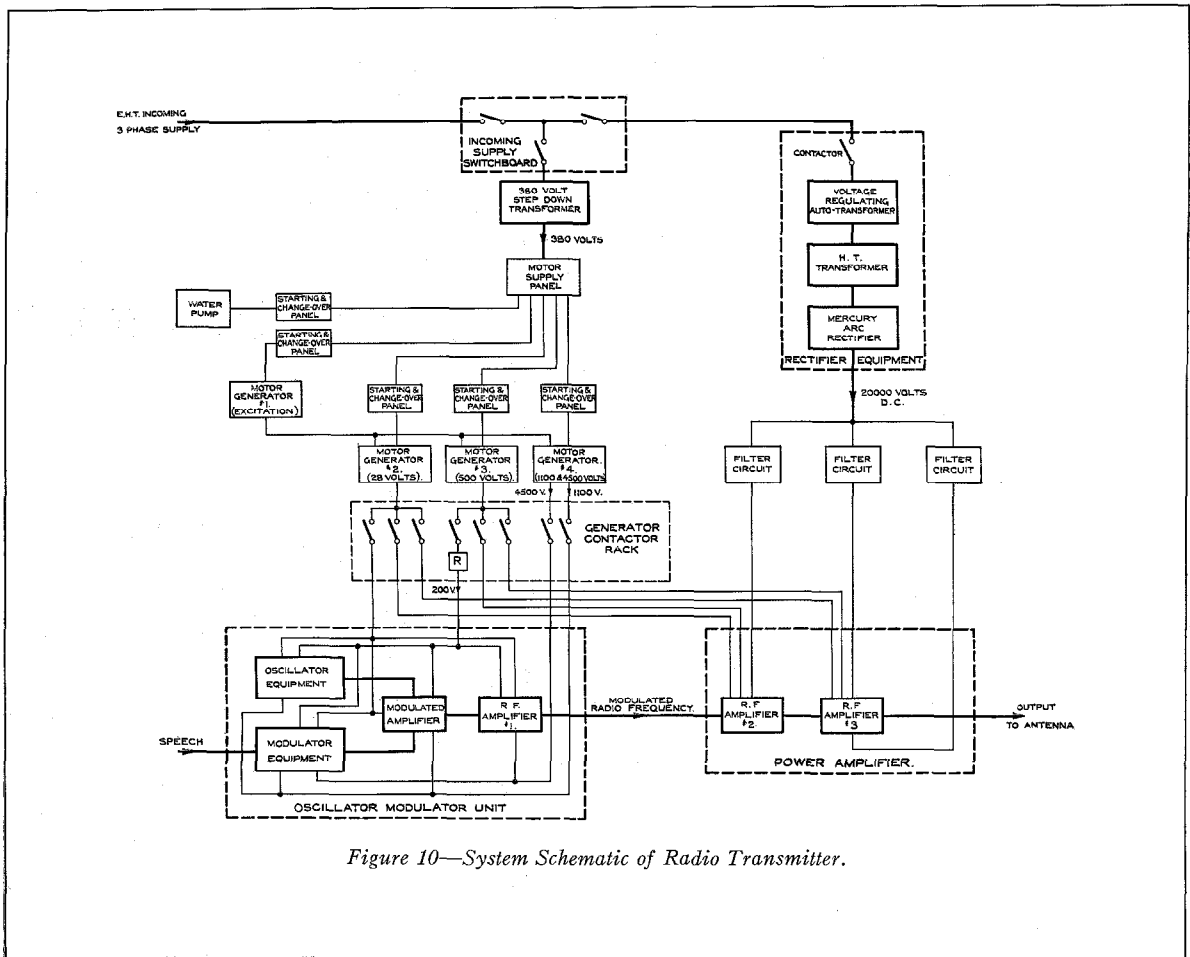 E.H.T. INCOMING
3 PHASE SUPPLY
INCOMING
SUPPLY
SWITCHBOARD
CONTACTOR
380 VOLT
STEP DOWN
TRANSFORMER
VOLTAGE
REGULATING
AUTO-TRANSFORMER
380 VOLTS
H. T.
TRANSFORMER
MOTOR
SUPPLY
PANEL
WATER
PUMP
STARTING &
CHANGE-OVER
PANEL
MERCURY
ARC
RECTIFIER
RECTIFIER EQUIPMENT
STARTING &
CHANGE-OVER
PANEL
MOTOR
GENERATOR
#1.
(EXCITATION)
STARTING &
CHANGE-OVER
PANEL
STARTING &
CHANGE-OVER
PANEL
STARTING &
CHANGE-OVER
PANEL
20000 VOLTS
D.C.
MOTOR
GENERATOR
#2.
(28 VOLTS).
MOTOR
GENERATOR
#3.
(500 VOLTS).
MOTOR
GENERATOR.
#4.
(1100 & 4500 VOLTS)
FILTER
CIRCUIT
FILTER
CIRCUIT
FILTER
CIRCUIT
4500 V.
1100 V.
GENERATOR
CONTACTOR
RACK
R
200V.
OSCILLATOR
EQUIPMENT
MODULATED
AMPLIFIER
R.F.
AMPLIFIER
#1.
MODULATED
RADIO FREQUENCY.
R.F
AMPLIFIER
#2.
R.F
AMPLIFIER
#3
OUTPUT
TO ANTENNA
SPEECH
MODULATOR
EQUIPMENT
POWER AMPLIFIER.
OSCILLATOR MODULATOR UNIT
Figure 10—System Schematic of Radio Transmitter.